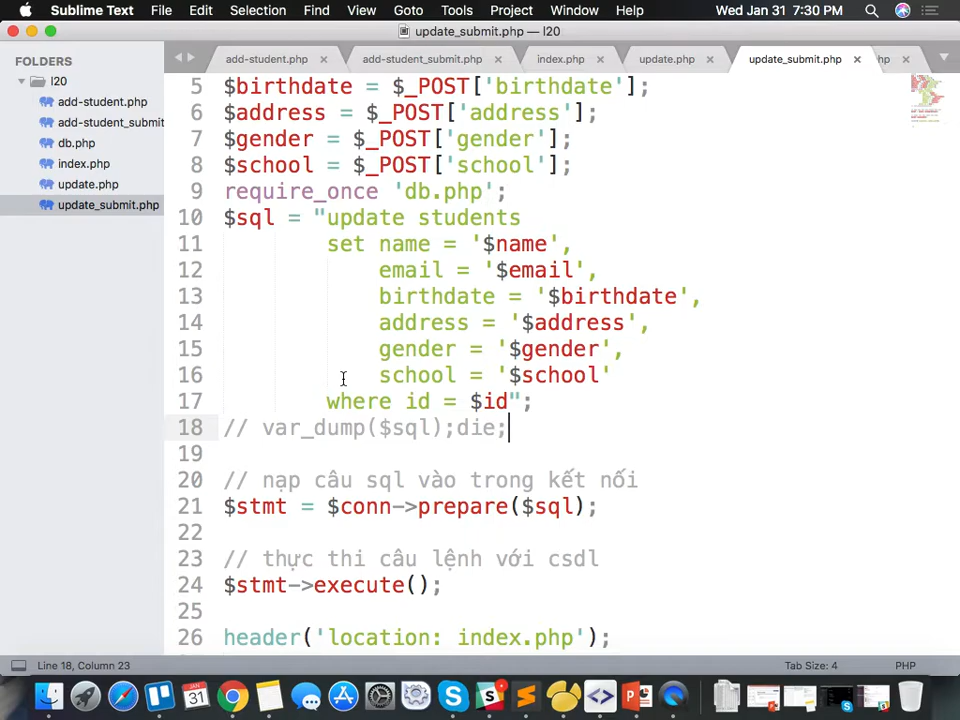 Sublime Text File Edit Selection Find View Goto Tools Project Window Help Wed Jan 31 7:30 PM
update_submit.php — l20
FOLDERS
l20
add-student.php
add-student_submit
db.php
index.php
update.php
update_submit.php
add-student.php add-student_submit.php index.php update.php update_submit.php hp
5 $birthdate = $_POST['birthdate'];
6 $address = $_POST['address'];
7 $gender = $_POST['gender'];
8 $school = $_POST['school'];
9 require_once 'db.php';
10 $sql = "update students
11 set name = '$name',
12 email = '$email',
13 birthdate = '$birthdate',
14 address = '$address',
15 gender = '$gender',
16 school = '$school'
17 where id = $id";
18 // var_dump($sql);die;
19
20 // nạp câu sql vào trong kết nối
21 $stmt = $conn->prepare($sql);
22
23 // thực thi câu lệnh với csdl
24 $stmt->execute();
25
26 header('location: index.php');
Line 18, Column 23 Tab Size: 4 PHP